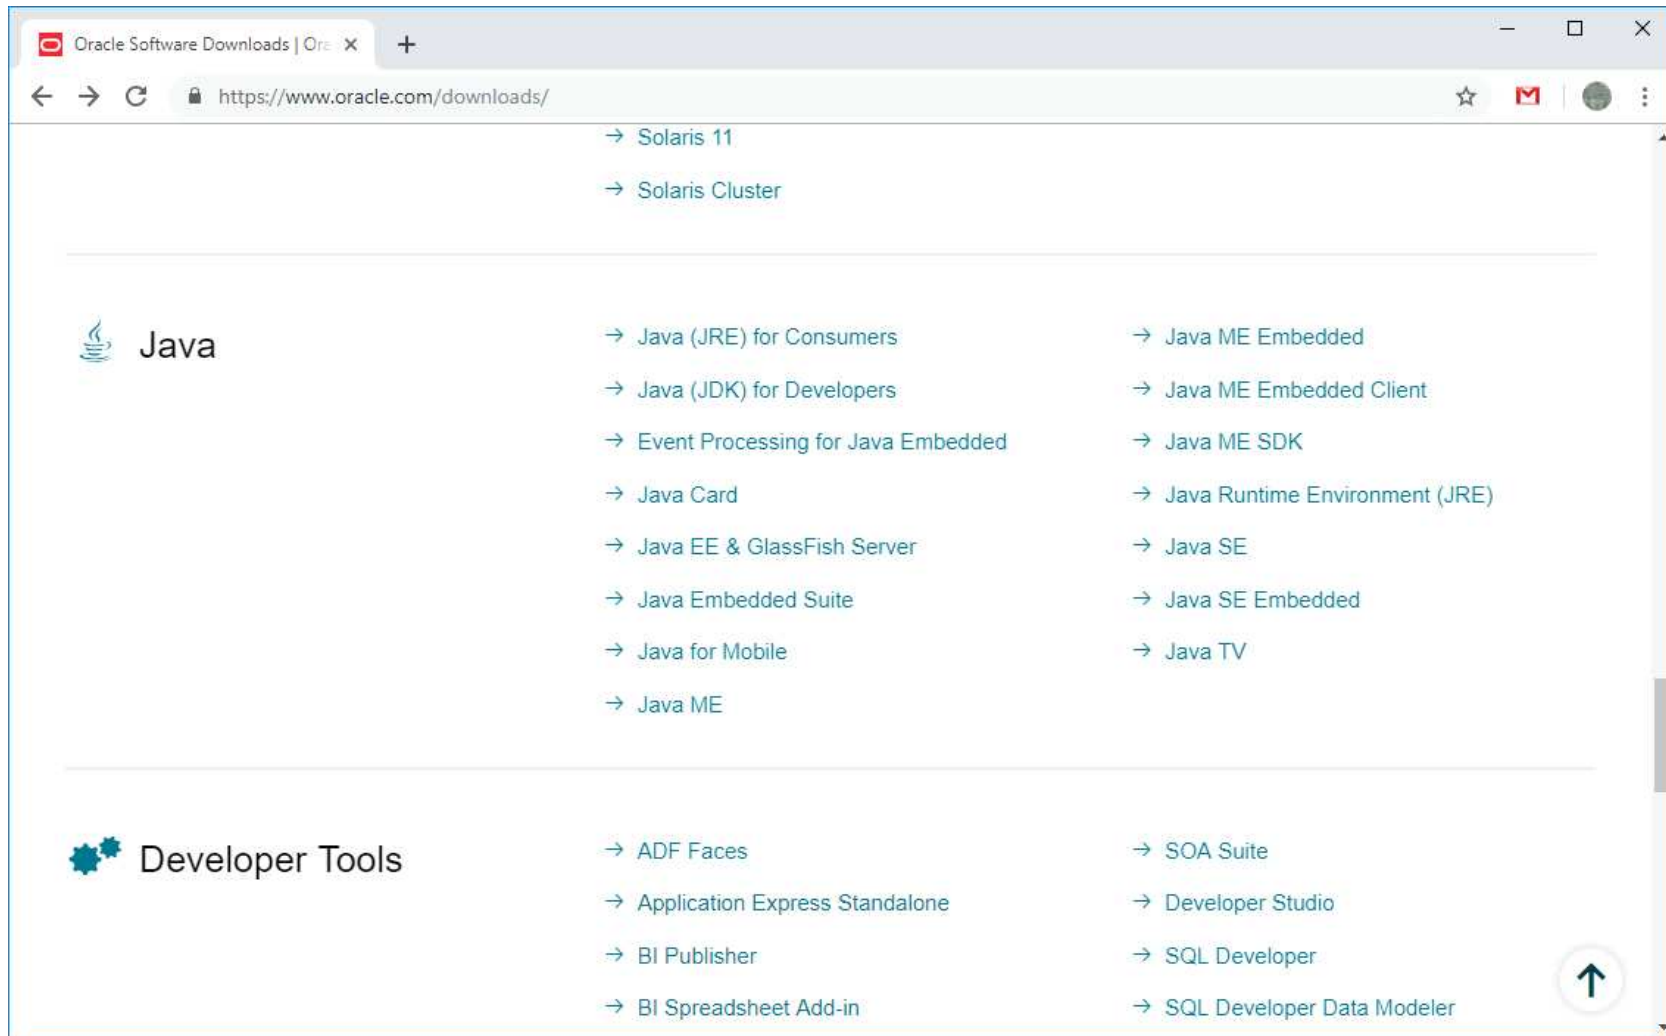 Oracle Software Downloads | Ora
https://www.oracle.com/downloads/
Solaris 11
Solaris Cluster
Java
Java (JRE) for Consumers
Java (JDK) for Developers
Event Processing for Java Embedded
Java Card
Java EE & GlassFish Server
Java Embedded Suite
Java for Mobile
Java ME
Java ME Embedded
Java ME Embedded Client
Java ME SDK
Java Runtime Environment (JRE)
Java SE
Java SE Embedded
Java TV
Developer Tools
ADF Faces
Application Express Standalone
BI Publisher
BI Spreadsheet Add-in
SOA Suite
Developer Studio
SQL Developer
SQL Developer Data Modeler